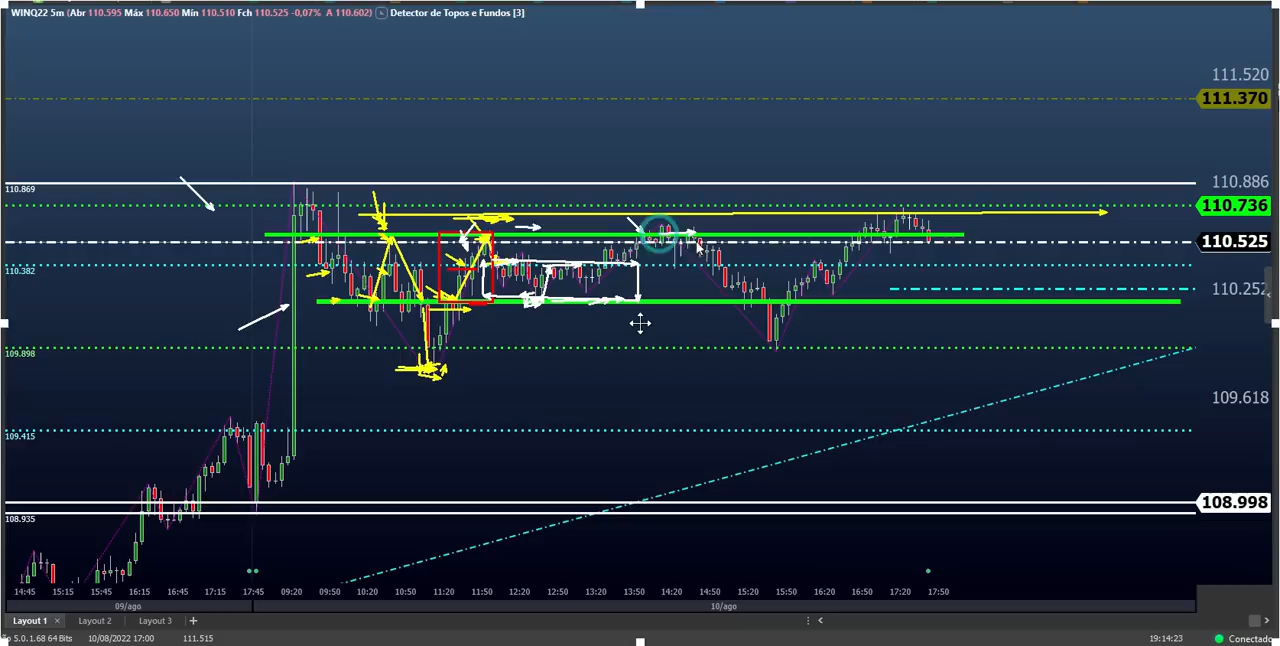 WINQ22 5m (Abr 110.595 Máx 110.650 Mín 110.510 Fch 110.525 -0,07% A 110.602) Detector de Topos e Fundos [3]
111.520
111.370
110.886
110.869
110.736
110.525
110.382
110.252
109.898
109.618
109.415
108.998
108.935
14:45 15:15 15:45 16:15 16:45 17:15 17:45 09:20 09:50 10:20 10:50 11:20 11:50 12:20 12:50 13:20 13:50 14:20 14:50 15:20 15:50 16:20 16:50 17:20 17:50
09/ago 10/ago
Layout 1 × Layout 2 Layout 3 +
5.0.1.68 64 Bits 10/08/2022 17:00 111.515 19:14:23 Conectado